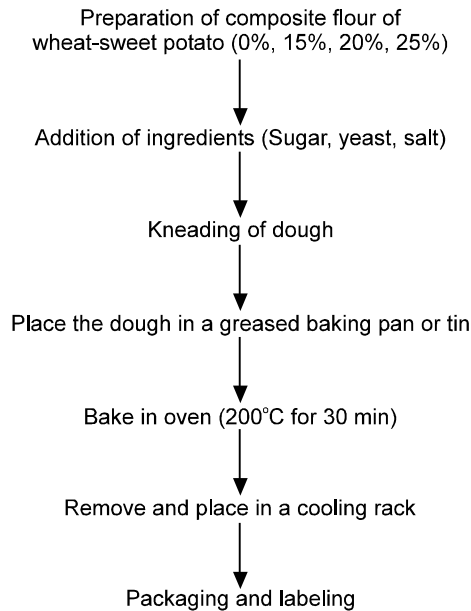 Preparation of composite flour of
wheat-sweet potato (0%, 15%, 20%, 25%)
Addition of ingredients (Sugar, yeast, salt)
Kneading of dough
Place the dough in a greased baking pan or tin
Bake in oven (200°C for 30 min)
Remove and place in a cooling rack
Packaging and labeling